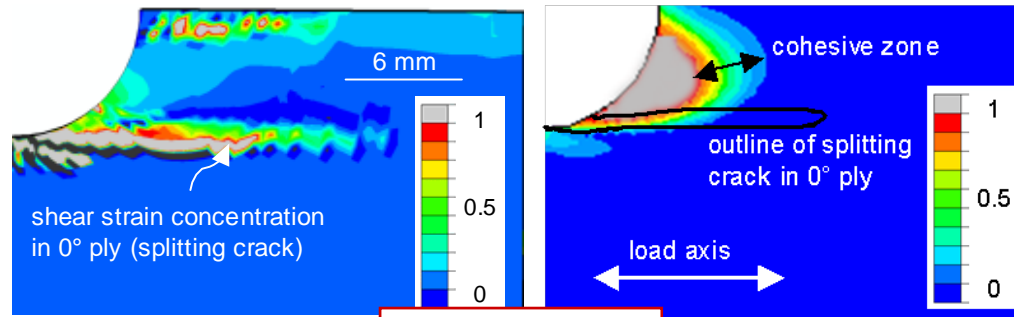 6 mm
1
0.5
0
shear strain concentration
in 0° ply (splitting crack)
cohesive zone
outline of splitting
crack in 0° ply
load axis
1
0.5
0